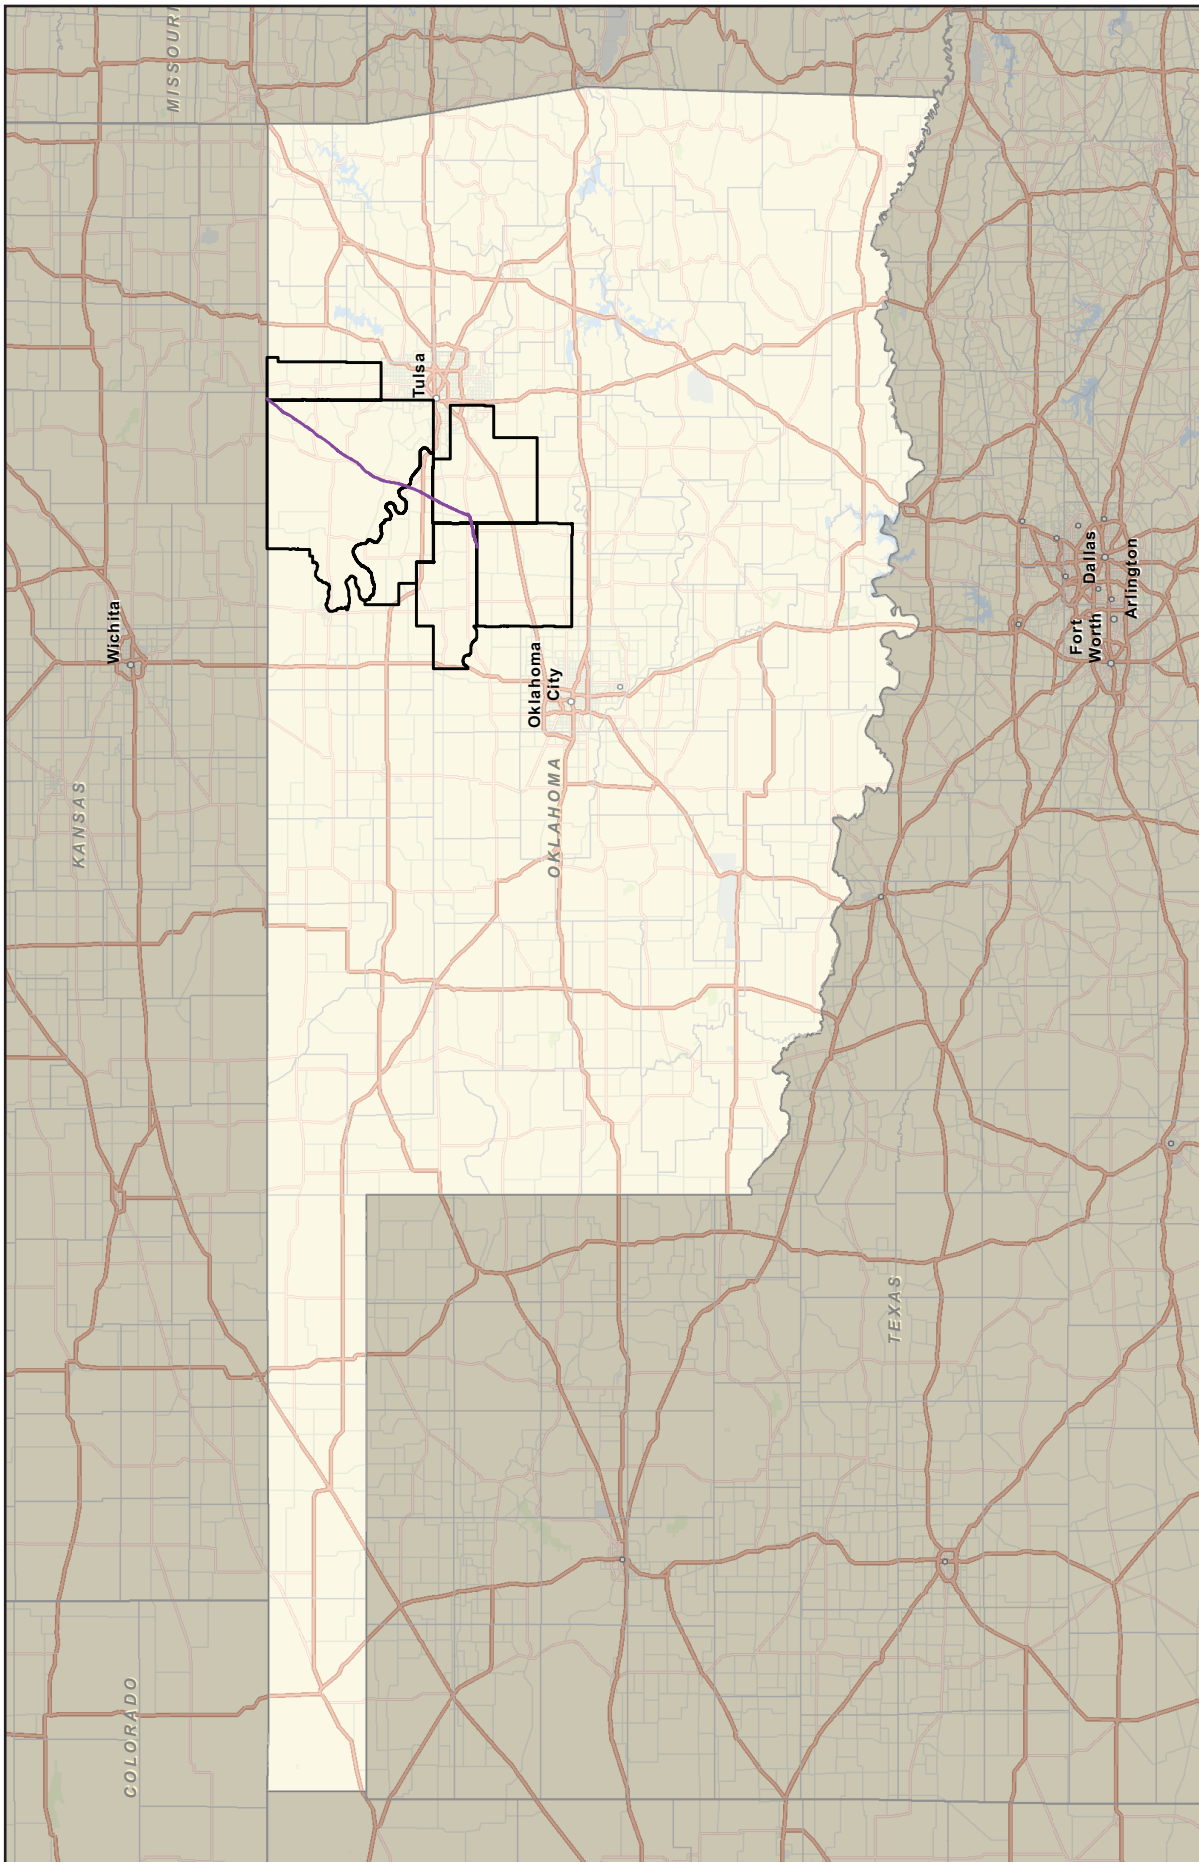 COLORADO
KANSAS
Wichita
MISSOURI
Tulsa
OKLAHOMA
Oklahoma
City
TEXAS
Fort
Worth
Dallas
Arlington